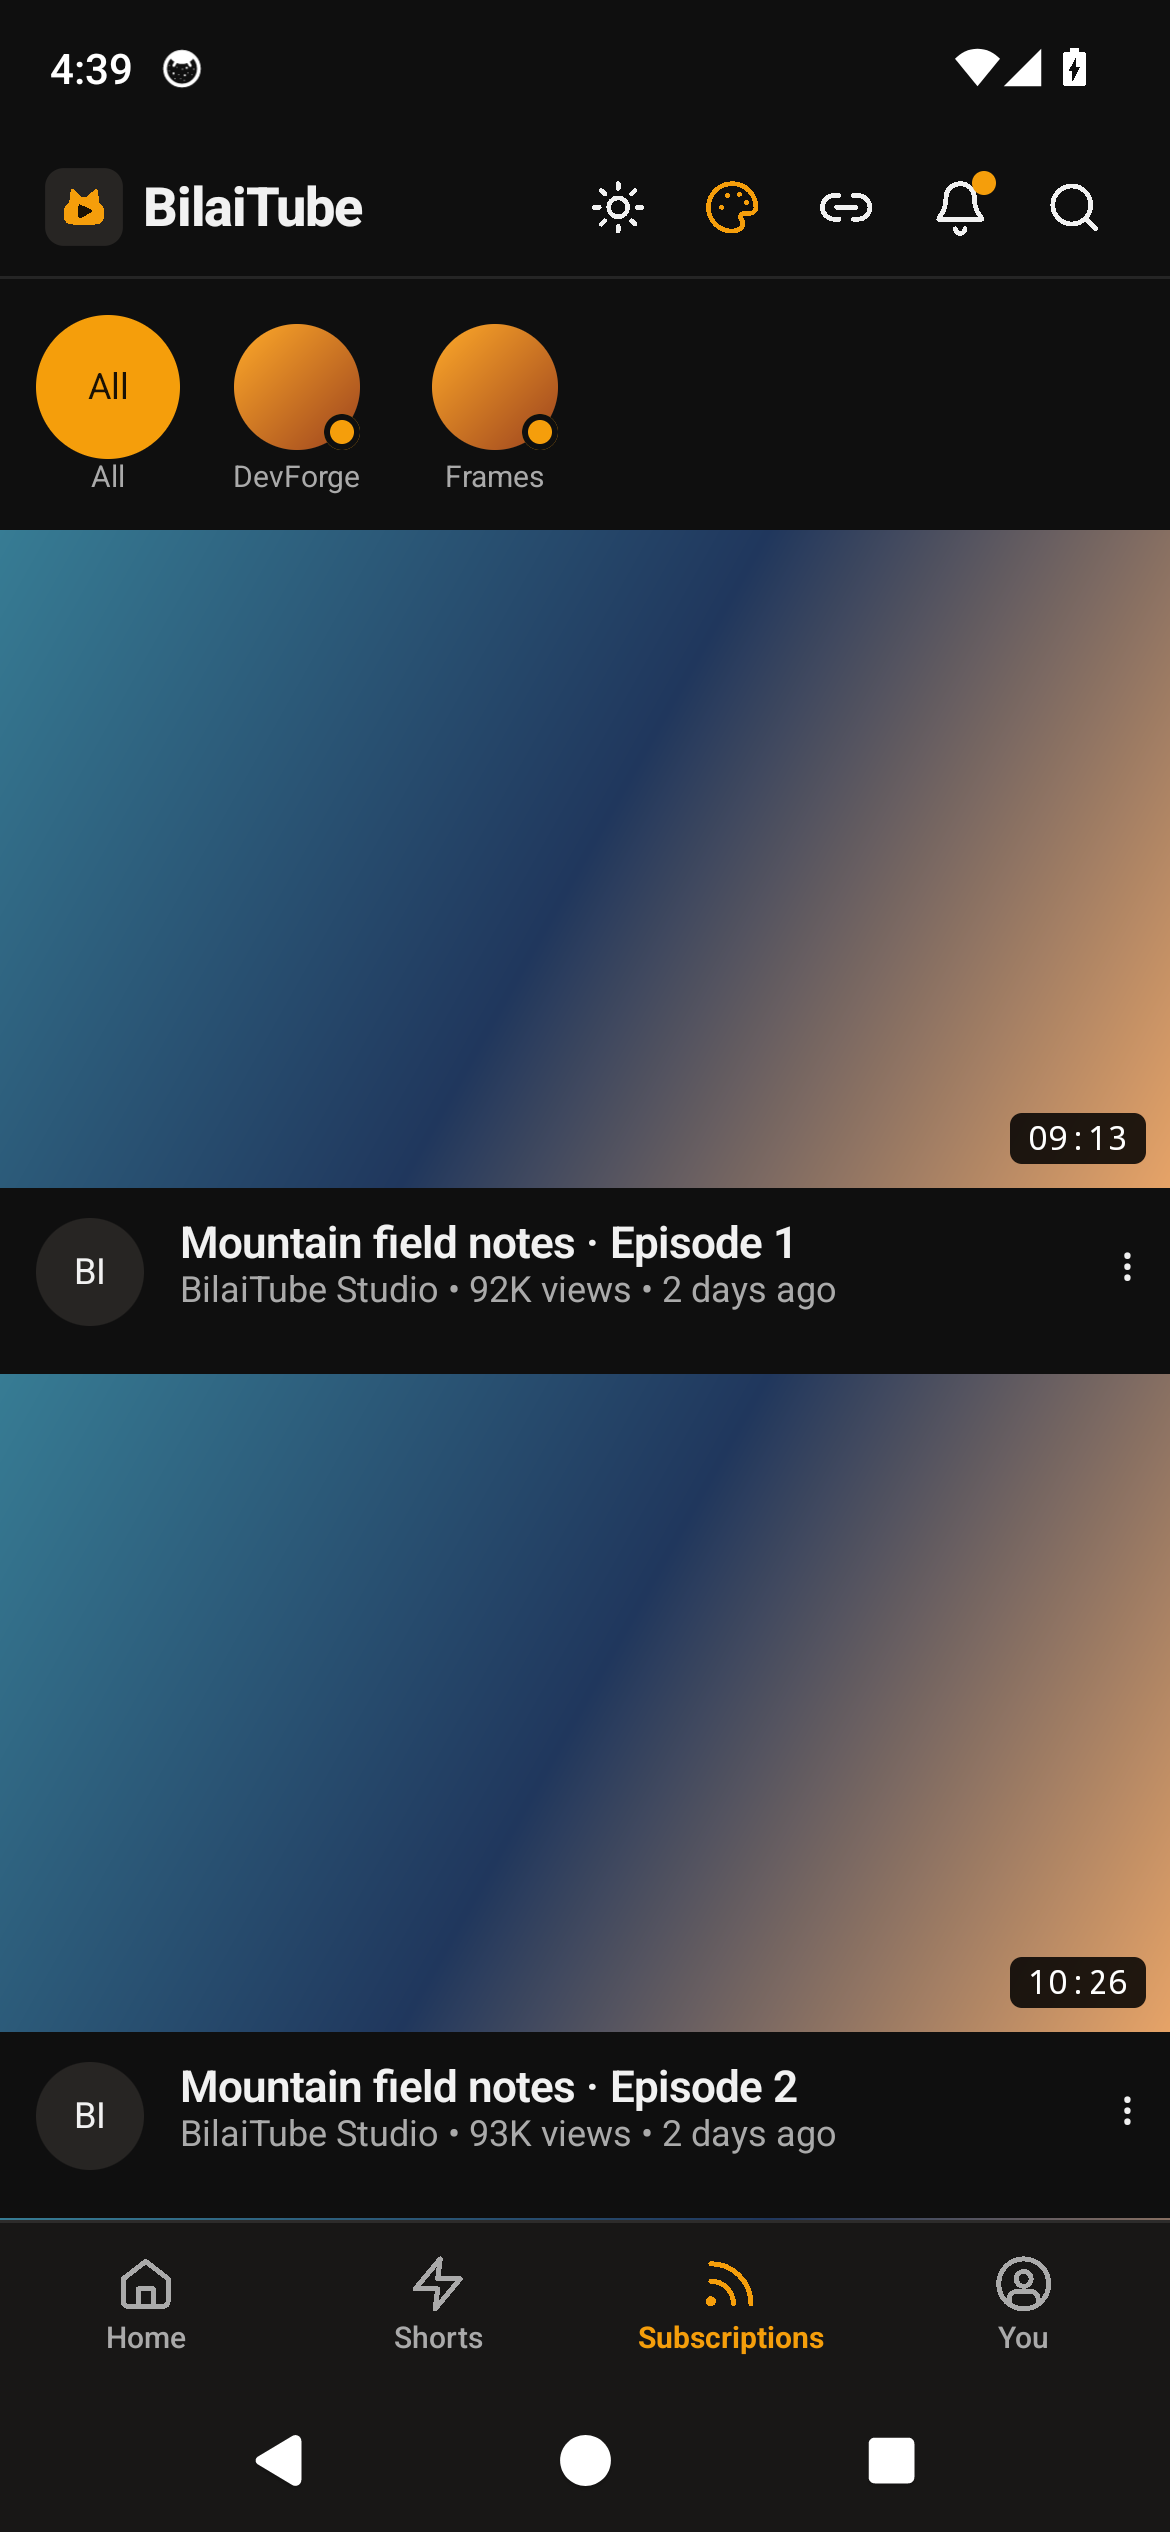 4:39
BilaiTube
All
All
DevForge
Frames
09:13
BI
Mountain field notes · Episode 1
BilaiTube Studio • 92K views • 2 days ago
10:26
BI
Mountain field notes · Episode 2
BilaiTube Studio • 93K views • 2 days ago
Home
Shorts
Subscriptions
You